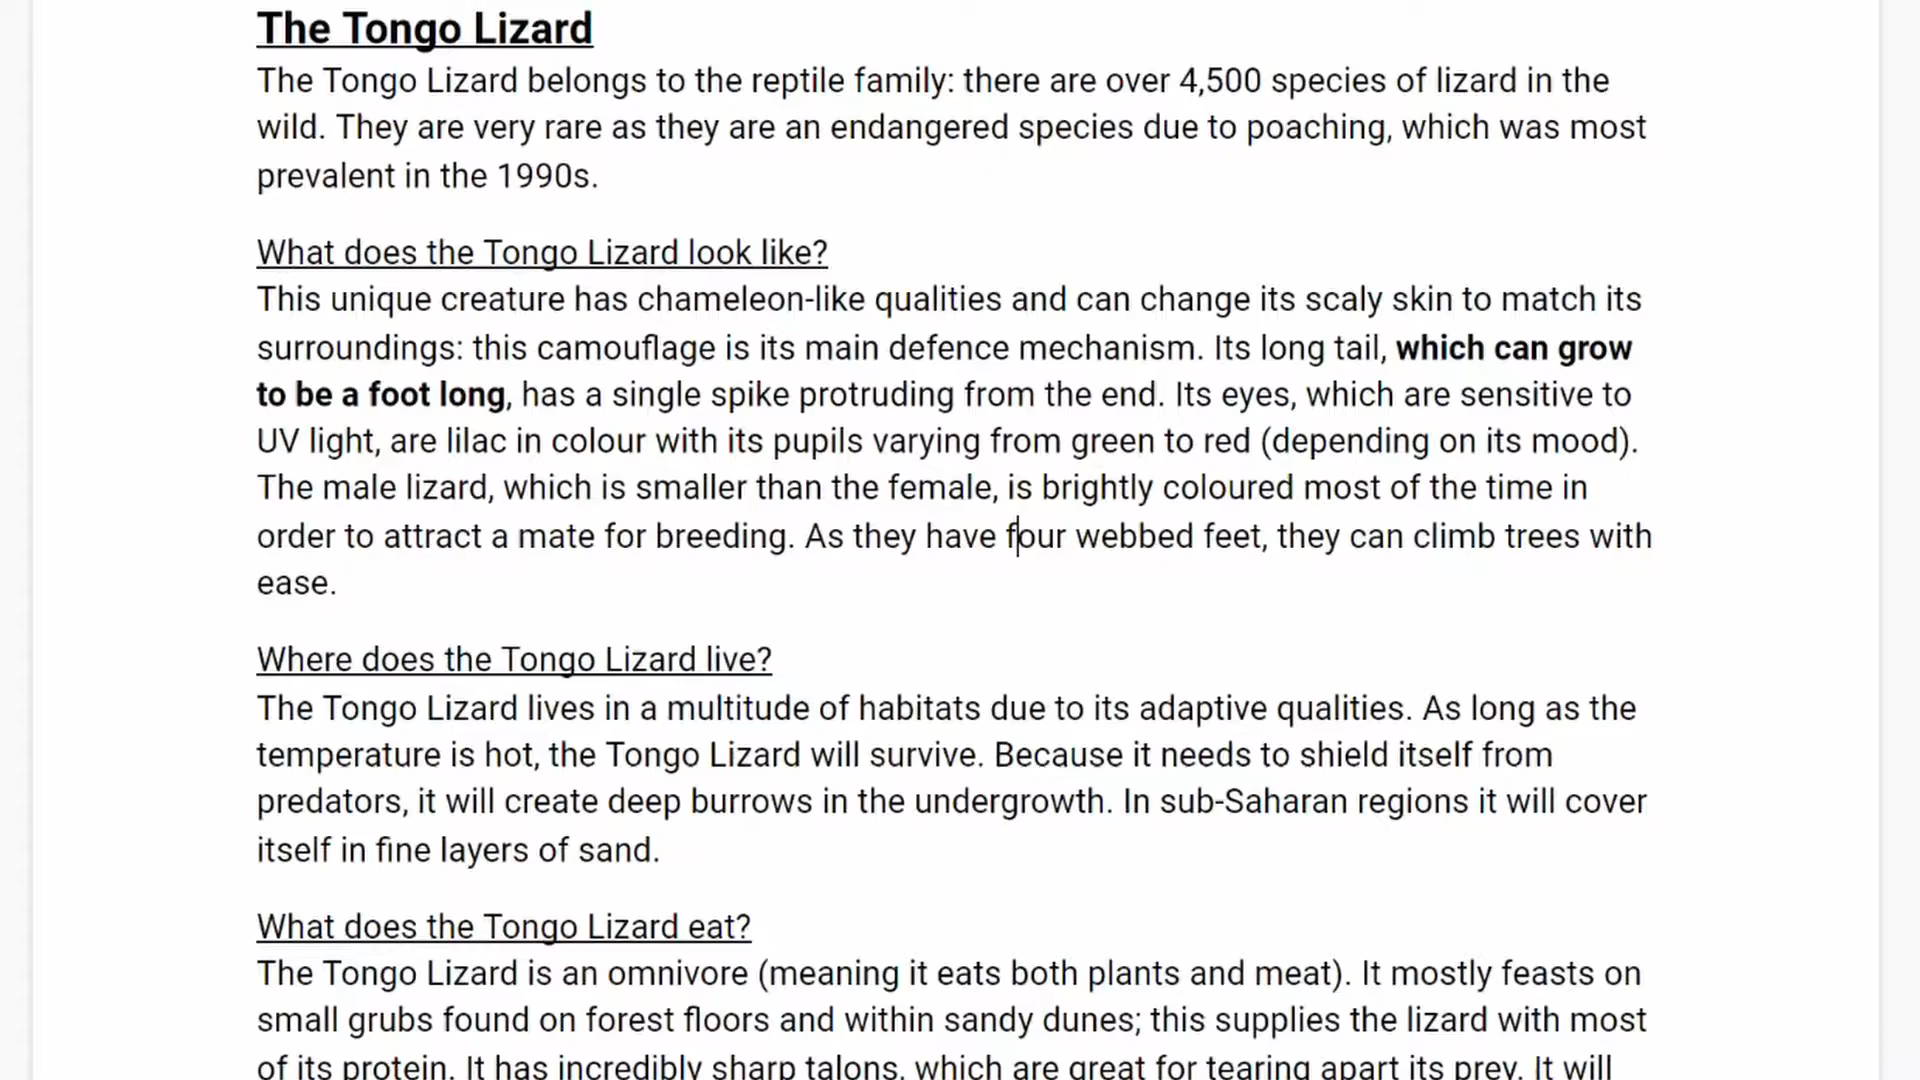 The Tongo Lizard
The Tongo Lizard belongs to the reptile family: there are over 4,500 species of lizard in the
wild. They are very rare as they are an endangered species due to poaching, which was most
prevalent in the 1990s.
What does the Tongo Lizard look like?
This unique creature has chameleon-like qualities and can change its scaly skin to match its
surroundings: this camouflage is its main defence mechanism. Its long tail, which can grow
to be a foot long, has a single spike protruding from the end. Its eyes, which are sensitive to
UV light, are lilac in colour with its pupils varying from green to red (depending on its mood).
The male lizard, which is smaller than the female, is brightly coloured most of the time in
order to attract a mate for breeding. As they have four webbed feet, they can climb trees with
ease.
Where does the Tongo Lizard live?
The Tongo Lizard lives in a multitude of habitats due to its adaptive qualities. As long as the
temperature is hot, the Tongo Lizard will survive. Because it needs to shield itself from
predators, it will create deep burrows in the undergrowth. In sub-Saharan regions it will cover
itself in fine layers of sand.
What does the Tongo Lizard eat?
The Tongo Lizard is an omnivore (meaning it eats both plants and meat). It mostly feasts on
small grubs found on forest floors and within sandy dunes; this supplies the lizard with most
of its protein. It has incredibly sharp talons, which are great for tearing apart its prey. It will